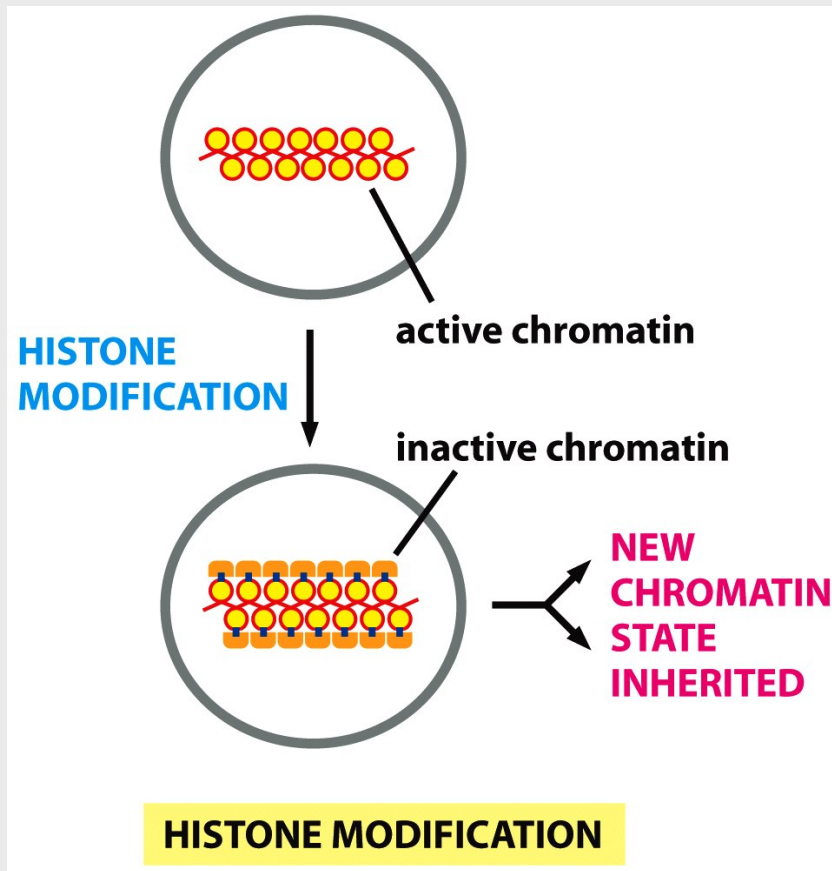 active chromatin
HISTONE
MODIFICATION
inactive chromatin
NEW
CHROMATIN
STATE
INHERITED
HISTONE MODIFICATION